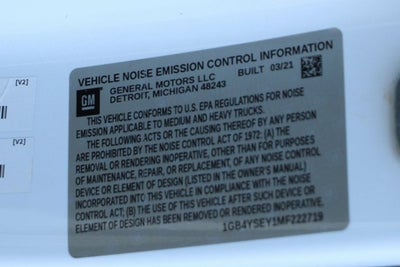 VEHICLE NOISE EMISSION CONTROL INFORMATION
GM
GENERAL MOTORS LLC BUILT 03/21
DETROIT, MICHIGAN 48243
THIS VEHICLE CONFORMS TO U.S. EPA REGULATIONS FOR NOISE
EMISSION APPLICABLE TO MEDIUM AND HEAVY TRUCKS.
THE FOLLOWING ACTS OR THE CAUSING THEREOF BY ANY PERSON
ARE PROHIBITED BY THE NOISE CONTROL ACT OF 1972: (A) THE
REMOVAL OR RENDERING INOPERATIVE, OTHER THAN FOR PURPOSES
OF MAINTENANCE, REPAIR, OR REPLACEMENT, OF ANY NOISE CONTROL
DEVICE OR ELEMENT OF DESIGN (LISTED IN THE OWNER'S MANUAL)
INCORPORATED INTO THIS VEHICLE IN COMPLIANCE WITH THE NOISE
CONTROL ACT; (B) THE USE OF THIS VEHICLE AFTER SUCH DEVICE OR
ELEMENT OF DESIGN HAS BEEN REMOVED OR RENDERED INOPERATIVE.
1GB4YSEY1MF222719
[V2]
[V2]